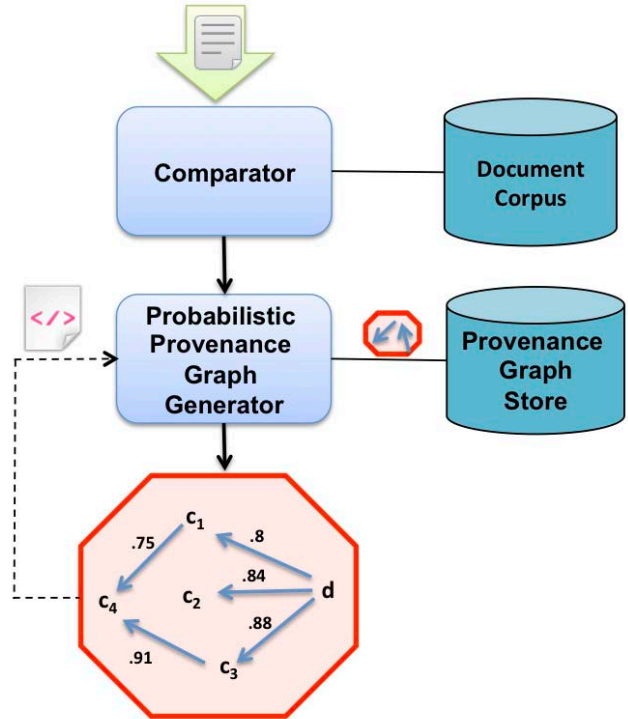 Comparator
Document
Corpus
</>
Probabilistic
Provenance
Graph
Generator
Provenance
Graph
Store
c1
.75
.8
.84
c4
c2
d
.88
.91
c3